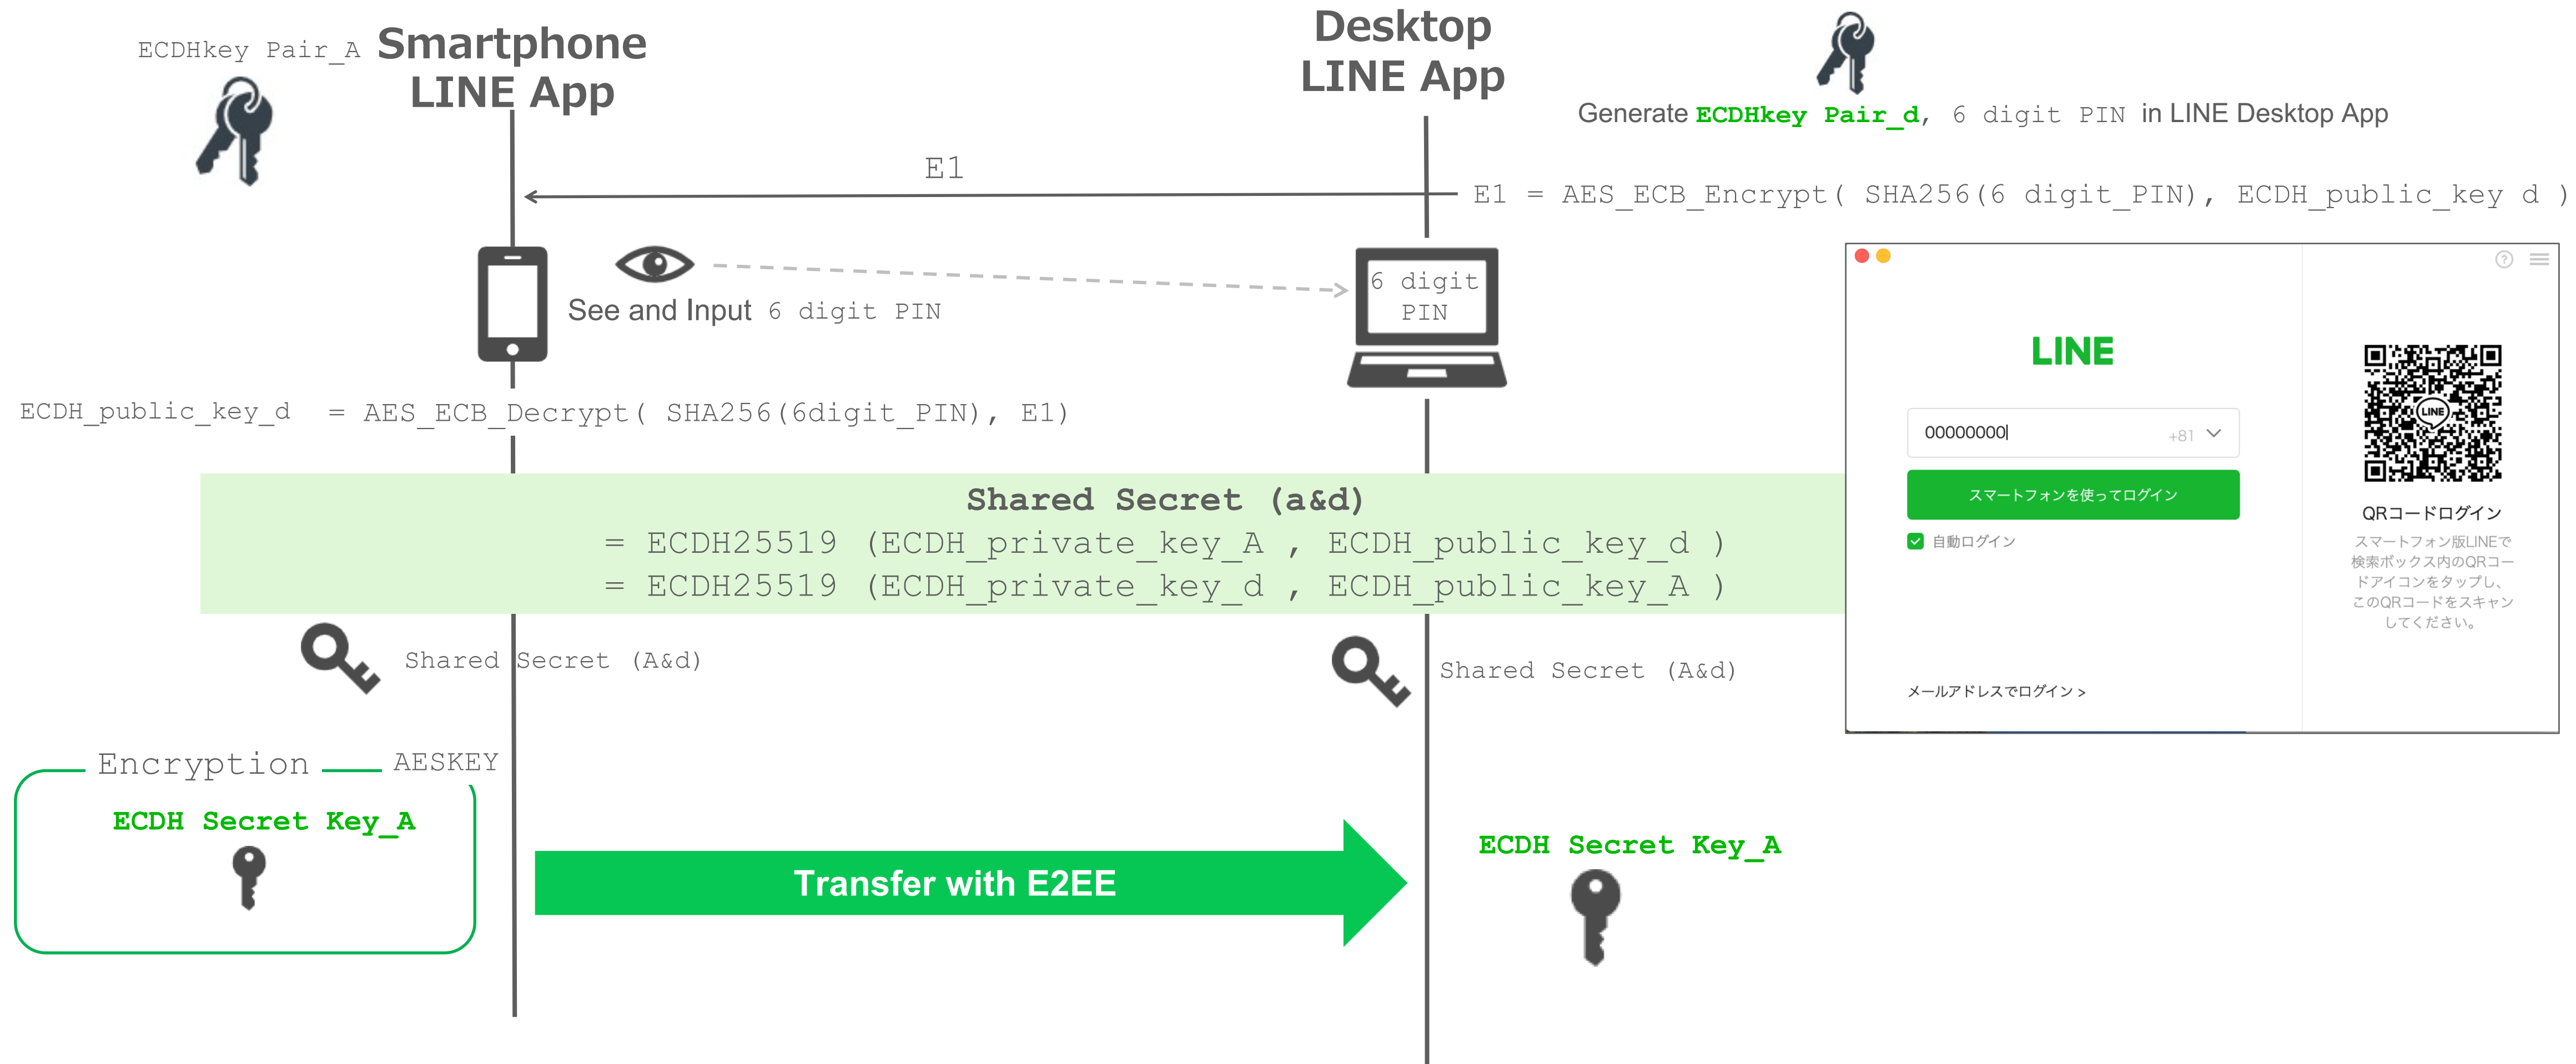 ECDHkey Pair_A
Smartphone
LINE App
Desktop
LINE App
Generate ECDHkey Pair_d, 6 digit PIN in LINE Desktop App
E1
E1 = AES_ECB_Encrypt( SHA256(6 digit_PIN), ECDH_public_key d )
See and Input 6 digit PIN
6 digit
PIN
ECDH_public_key_d = AES_ECB_Decrypt( SHA256(6digit_PIN), E1)
Shared Secret (a&d)
= ECDH25519 (ECDH_private_key_A , ECDH_public_key_d )
= ECDH25519 (ECDH_private_key_d , ECDH_public_key_A )
Shared Secret (A&d)
Shared Secret (A&d)
Encryption
AESKEY
ECDH Secret Key_A
Transfer with E2EE
ECDH Secret Key_A
?
LINE
00000000
+81
スマートフォンを使ってログイン
自動ログイン
メールアドレスでログイン >
LINE
QRコードログイン
スマートフォン版LINEで
検索ボックス内のQRコー
ドアイコンをタップし、
このQRコードをスキャン
してください。